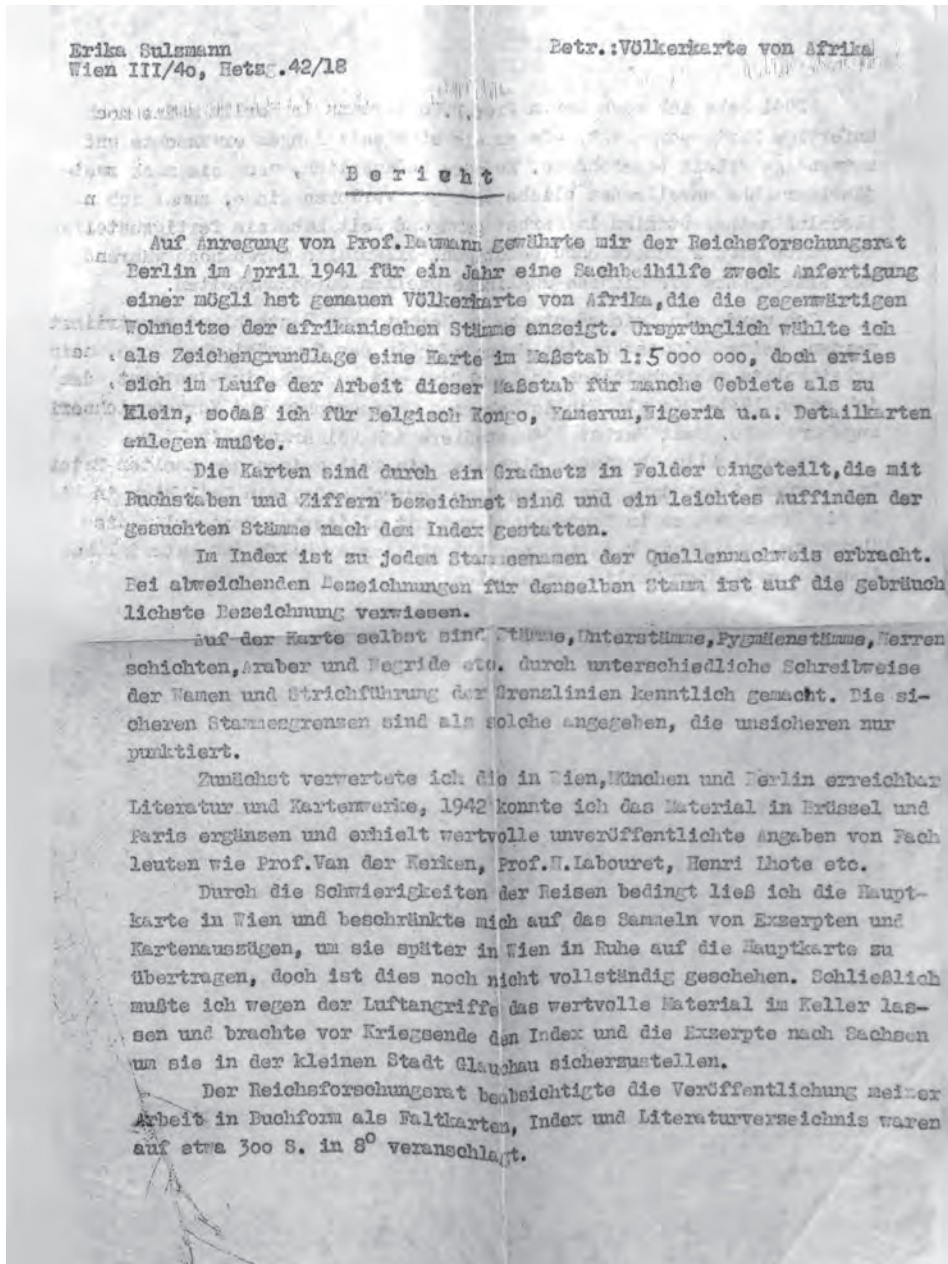 Erika Sulzmann
Betr.:Völkerkarte von Afrika
Wien III/4o, Hetzg.42/18
Bericht
Auf Anregung von Prof.Baumann gewährte mir der Reichsforschungsrat
Berlin im April 1941 für ein Jahr eine Sachbeihilfe zweck Anfertigung
einer mögli hst genauen Völkerkarte von Afrika,die die gegenwärtigen
Wohnsitze der afrikanischen Stämme anzeigt. Ursprünglich wählte ich
als Zeichengrundlage eine Karte im Maßstab 1:5000 000, doch erwies
sich im Laufe der Arbeit dieser Maßstab für manche Gebiete als zu
Klein, sodaß ich für Belgisch Kongo, Kamerun,Nigeria u.a. Detailkarten
anlegen mußte.
Die Karten sind durch ein Gradnetz in Felder eingeteilt,die mit
Buchstaben und Ziffern bezeichnet sind und ein leichtes Auffinden der
gesuchten Stämme nach dem Index gestatten.
Im Index ist zu jedem Stammesnamen der Quellennachweis erbracht.
Bei abweichenden Bezeichnungen für denselben Stamm ist auf die gebräuch
lichste Bezeichnung verwiesen.
Auf der Karte selbst sind Stämme,Unterstämme,Pygmäenstämme,Herren
schichten,Araber und Negride etc. durch unterschiedliche Schreibweise
der Namen und Strichführung der Grenzlinien kenntlich gemacht. Die si-
cheren Stammesgrenzen sind als solche angegeben, die unsicheren nur
punktiert.
Zunächst verwertete ich die in Wien,München und Berlin erreichbar
Literatur und Kartenwerke, 1942 konnte ich das Material in Brüssel und
Paris ergänzen und erhielt wertvolle unveröffentlichte Angaben von Fach
leuten wie Prof.Van der Kerken, Prof.H.Labouret, Henri Lhote etc.
Durch die Schwierigkeiten der Reisen bedingt ließ ich die Haupt-
karte in Wien und beschränkte mich auf das Sammeln von Exzerpten und
Kartenauszügen, um sie später in Wien in Ruhe auf die Hauptkarte zu
übertragen, doch ist dies noch nicht vollständig geschehen. Schließlich
mußte ich wegen der Luftangriffe das wertvolle Material im Keller las-
sen und brachte vor Kriegsende den Index und die Exzerpte nach Sachsen
um sie in der kleinen Stadt Glauchau sicherzustellen.
Der Reichsforschungsrat beabsichtigte die Veröffentlichung meiner
Arbeit in Buchform als Faltkarten, Index und Literaturverzeichnis waren
auf etwa 3oo S. in 8° veranschlagt.